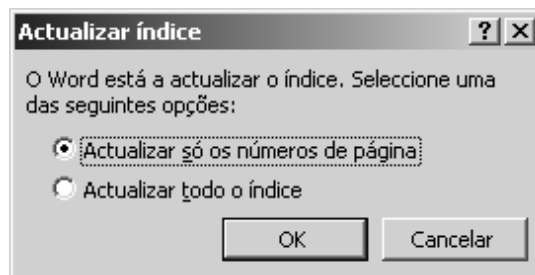 Actualizar índice
O Word está a actualizar o índice. Seleccione uma
das seguintes opções:
Actualizar só os números de página
Actualizar todo o índice
OK Cancelar